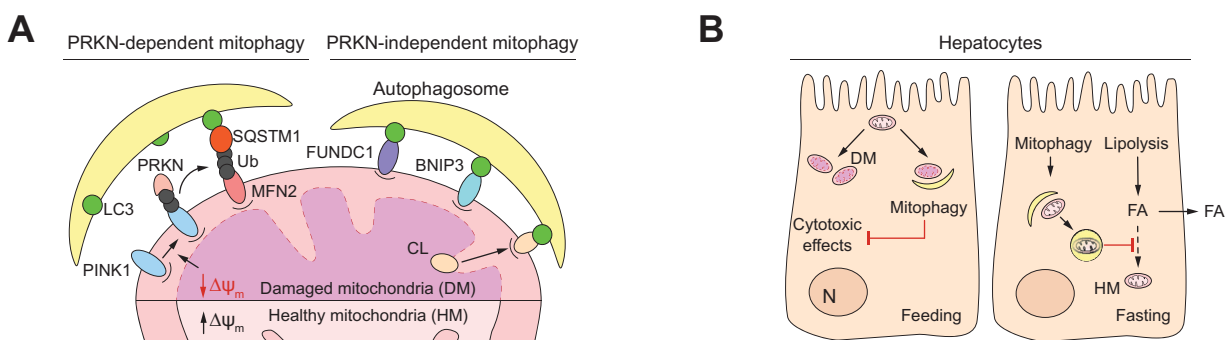 A
PRKN-dependent mitophagy
PRKN-independent mitophagy
Autophagosome
SQSTM1
FUNDC1
PRKN
Ub
BNIP3
MFN2
LC3
CL
PINK1
↓ΔΨm
Damaged mitochondria (DM)
Healthy mitochondria (HM)
↑ΔΨm
B
Hepatocytes
DM
Mitophagy
Cytotoxic
effects
N
Feeding
Mitophagy
Lipolysis
FA
FA
HM
Fasting